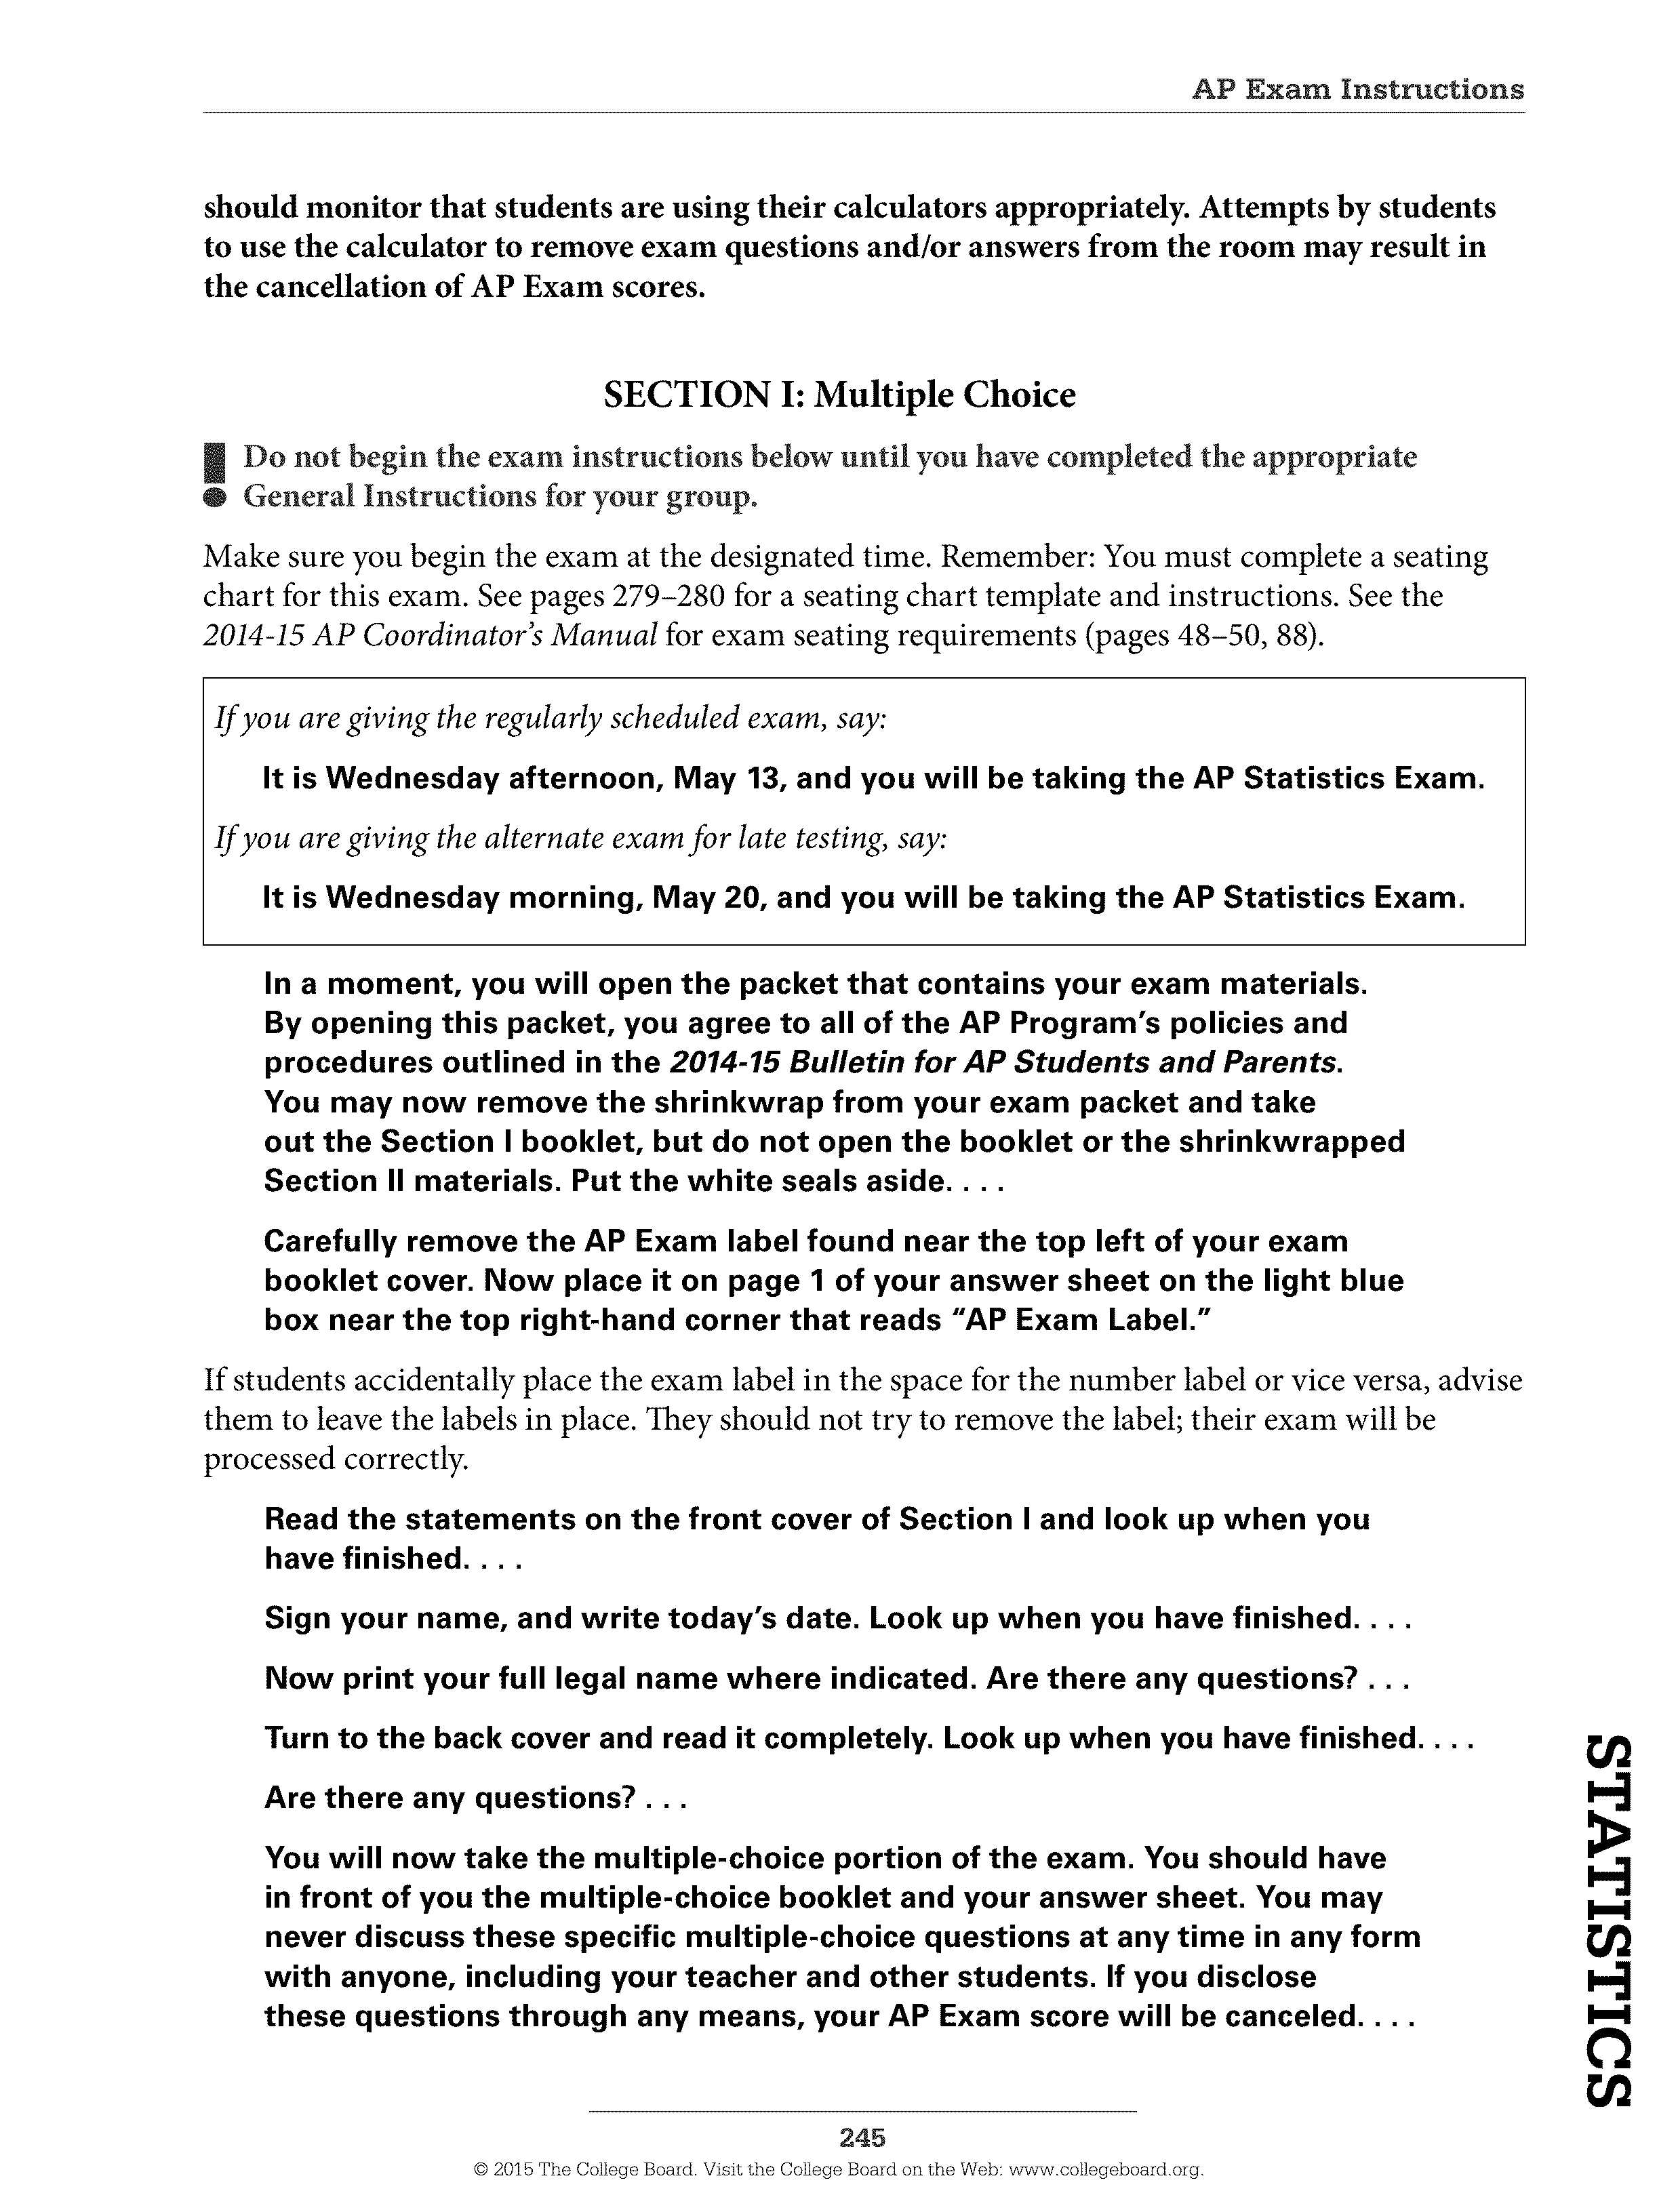 AP Exam Instructions
should monitor that students are using their calculators appropriately. Attempts by students
to use the calculator to remove exam questions and/or answers from the room may result in
the cancellation of AP Exam scores.
SECTION I: Multiple Choice
! Do not begin the exam instructions below until you have completed the appropriate
General Instructions for your group.
Make sure you begin the exam at the designated time. Remember: You must complete a seating
chart for this exam. See pages 279–280 for a seating chart template and instructions. See the
2014-15 AP Coordinator's Manual for exam seating requirements (pages 48–50, 88).
If you are giving the regularly scheduled exam, say:
It is Wednesday afternoon, May 13, and you will be taking the AP Statistics Exam.
If you are giving the alternate exam for late testing, say:
It is Wednesday morning, May 20, and you will be taking the AP Statistics Exam.
In a moment, you will open the packet that contains your exam materials.
By opening this packet, you agree to all of the AP Program's policies and
procedures outlined in the 2014-15 Bulletin for AP Students and Parents.
You may now remove the shrinkwrap from your exam packet and take
out the Section I booklet, but do not open the booklet or the shrinkwrapped
Section II materials. Put the white seals aside. . . .
Carefully remove the AP Exam label found near the top left of your exam
booklet cover. Now place it on page 1 of your answer sheet on the light blue
box near the top right-hand corner that reads "AP Exam Label."
If students accidentally place the exam label in the space for the number label or vice versa, advise
them to leave the labels in place. They should not try to remove the label; their exam will be
processed correctly.
Read the statements on the front cover of Section I and look up when you
have finished. . . .
Sign your name, and write today's date. Look up when you have finished. . . .
Now print your full legal name where indicated. Are there any questions? . . .
Turn to the back cover and read it completely. Look up when you have finished. . . .
Are there any questions? . . .
You will now take the multiple-choice portion of the exam. You should have
in front of you the multiple-choice booklet and your answer sheet. You may
never discuss these specific multiple-choice questions at any time in any form
with anyone, including your teacher and other students. If you disclose
these questions through any means, your AP Exam score will be canceled. . . .
STATISTICS
245
© 2015 The College Board. Visit the College Board on the Web: www.collegeboard.org.